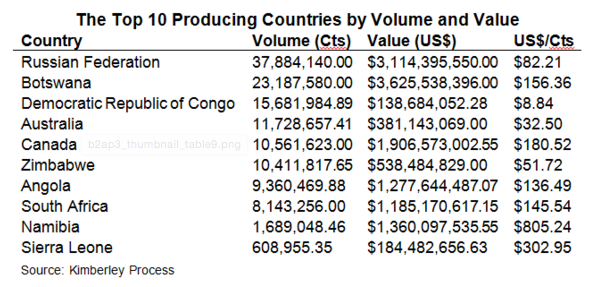 The Top 10 Producing Countries by Volume and Value
Country Volume (Cts) Value (US$) US$/Cts
Russian Federation 37,884,140.00 $3,114,395,550.00 $82.21
Botswana 23,187,580.00 $3,625,538,396.00 $156.36
Democratic Republic of Congo 15,681,984.89 $138,684,052.28 $8.84
Australia 11,728,657.41 $381,143,069.00 $32.50
Canada b2ap3_thumbnail_table9.png 10,561,623.00 $1,906,573,002.55 $180.52
Zimbabwe 10,411,817.65 $538,484,829.00 $51.72
Angola 9,360,469.88 $1,277,644,487.07 $136.49
South Africa 8,143,256.00 $1,185,170,617.15 $145.54
Namibia 1,689,048.46 $1,360,097,535.55 $805.24
Sierra Leone 608,955.35 $184,482,656.63 $302.95
Source: Kimberley Process